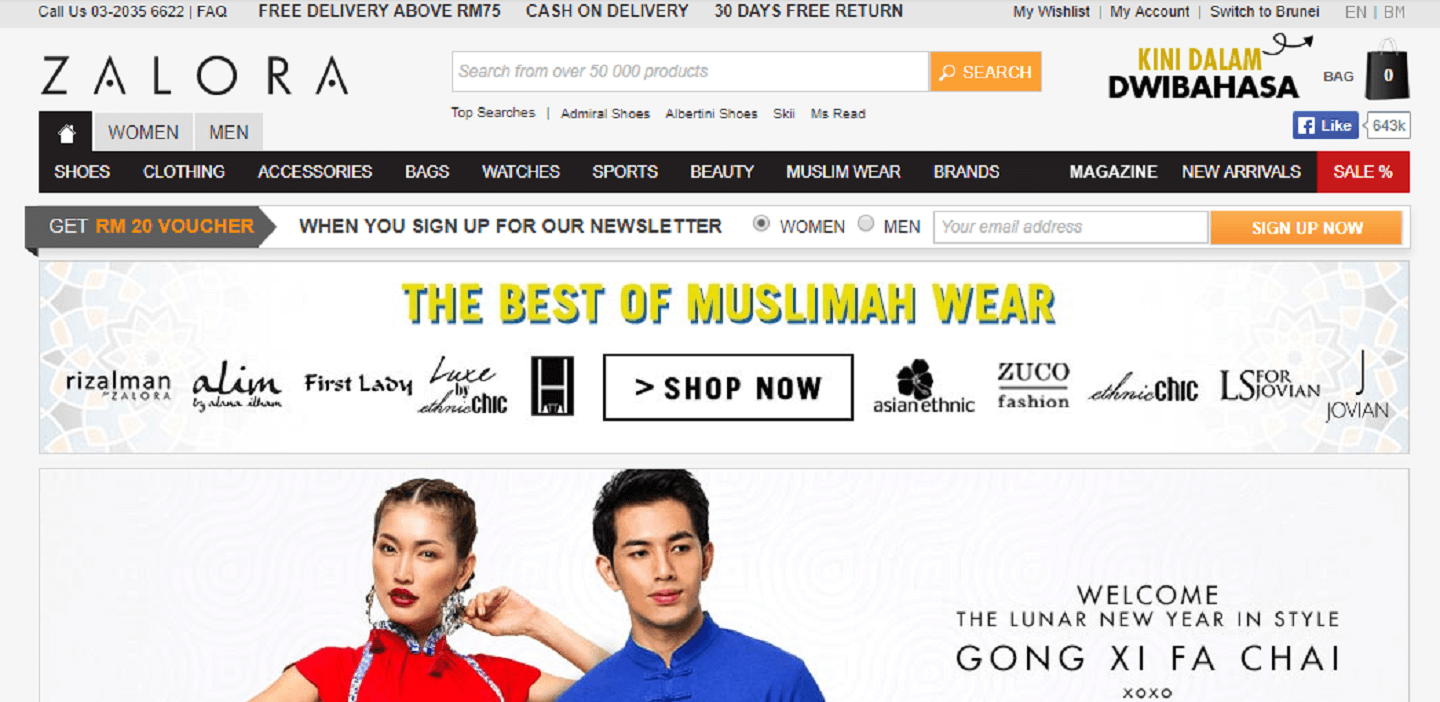 Call Us 03-2035 6622 | FAQ FREE DELIVERY ABOVE RM75 CASH ON DELIVERY 30 DAYS FREE RETURN My Wishlist | My Account | Switch to Brunei EN | BM
ZALORA
Search from over 50 000 products
SEARCH
KINI DALAM
DWIBAHASA
BAG 0
Top Searches | Admiral Shoes Albertini Shoes Skii Ms Read
Like 643k
WOMEN MEN
SHOES CLOTHING ACCESSORIES BAGS WATCHES SPORTS BEAUTY MUSLIM WEAR BRANDS MAGAZINE NEW ARRIVALS SALE %
GET RM 20 VOUCHER WHEN YOU SIGN UP FOR OUR NEWSLETTER WOMEN MEN Your email address SIGN UP NOW
THE BEST OF MUSLIMAH WEAR
rizalman
for ZALORA
alim
by alana ilham
First Lady
Luxe
by
ethnicCHIC
HATTA
> SHOP NOW
asianethnic
ZUCO
fashion
ethnicCHIC
LS FOR
JOVIAN
JOVIAN
WELCOME
THE LUNAR NEW YEAR IN STYLE
GONG XI FA CHAI
XOXO